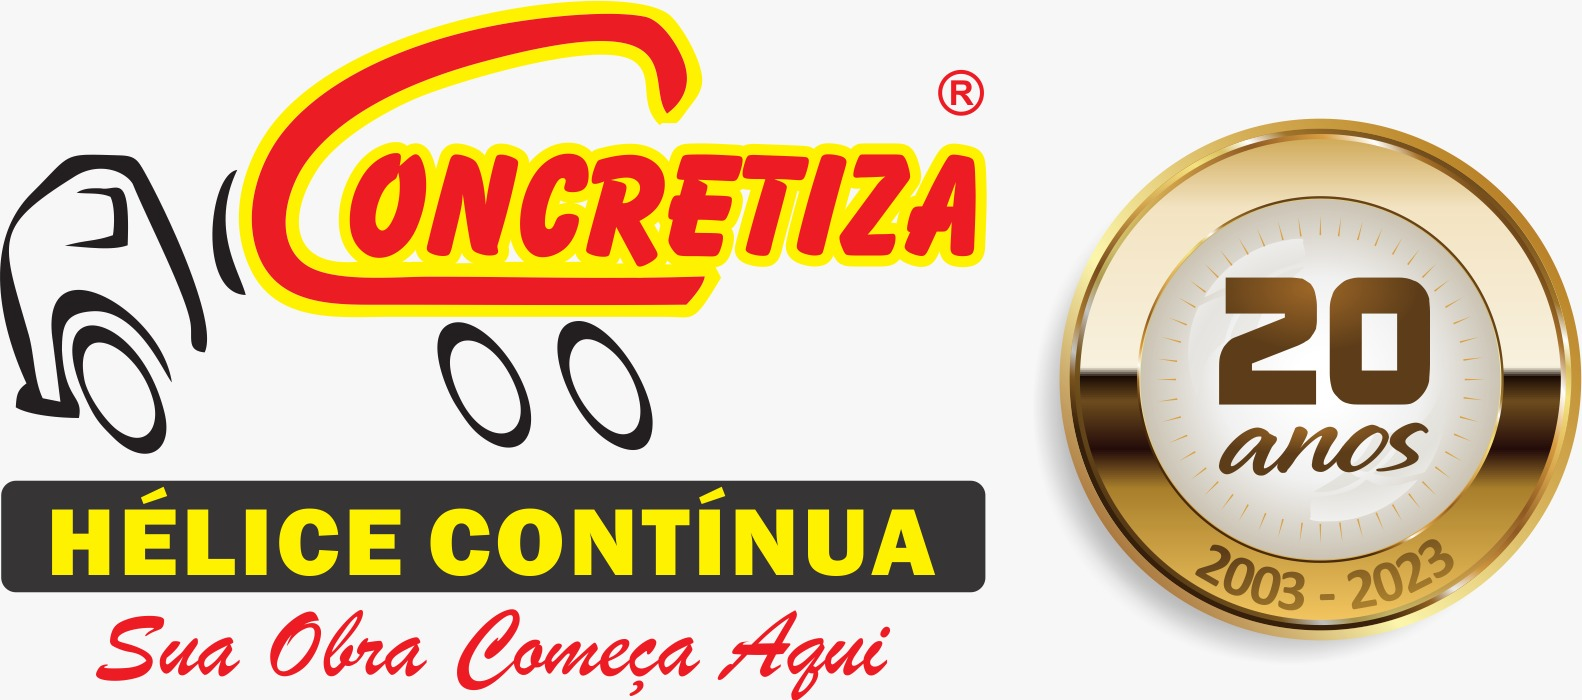 CONCRETIZA ®
HÉLICE CONTÍNUA
Sua Obra Começa Aqui
20
anos
2003 - 2023